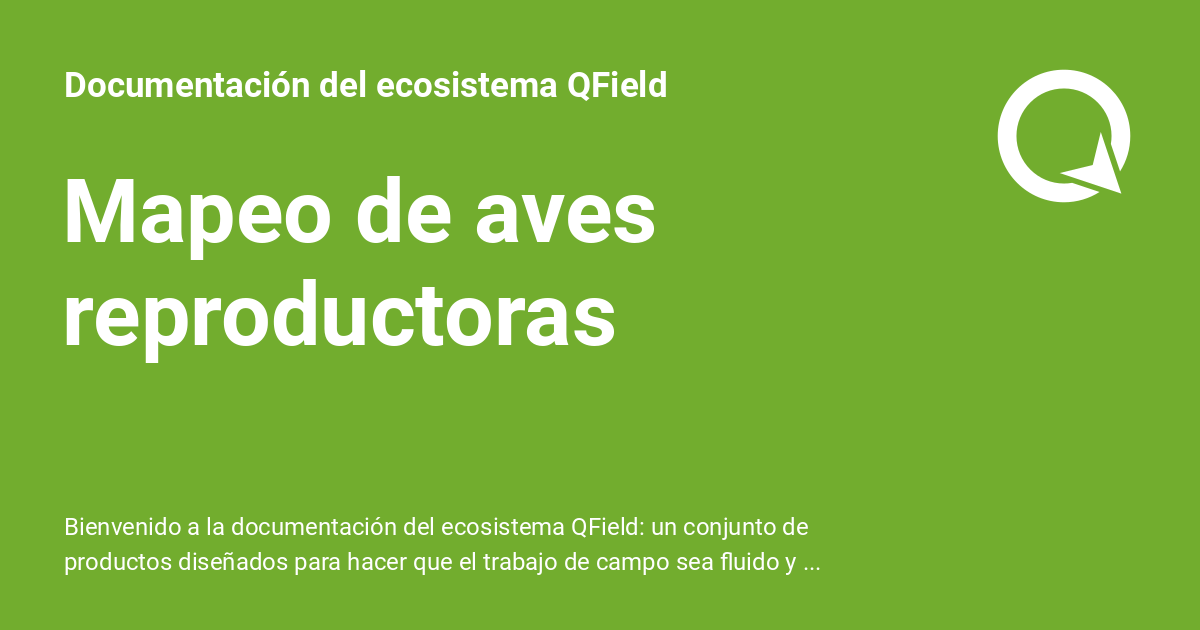 Documentación del ecosistema QField
Mapeo de aves
reproductoras
Bienvenido a la documentación del ecosistema QField: un conjunto de
productos diseñados para hacer que el trabajo de campo sea fluido y ...